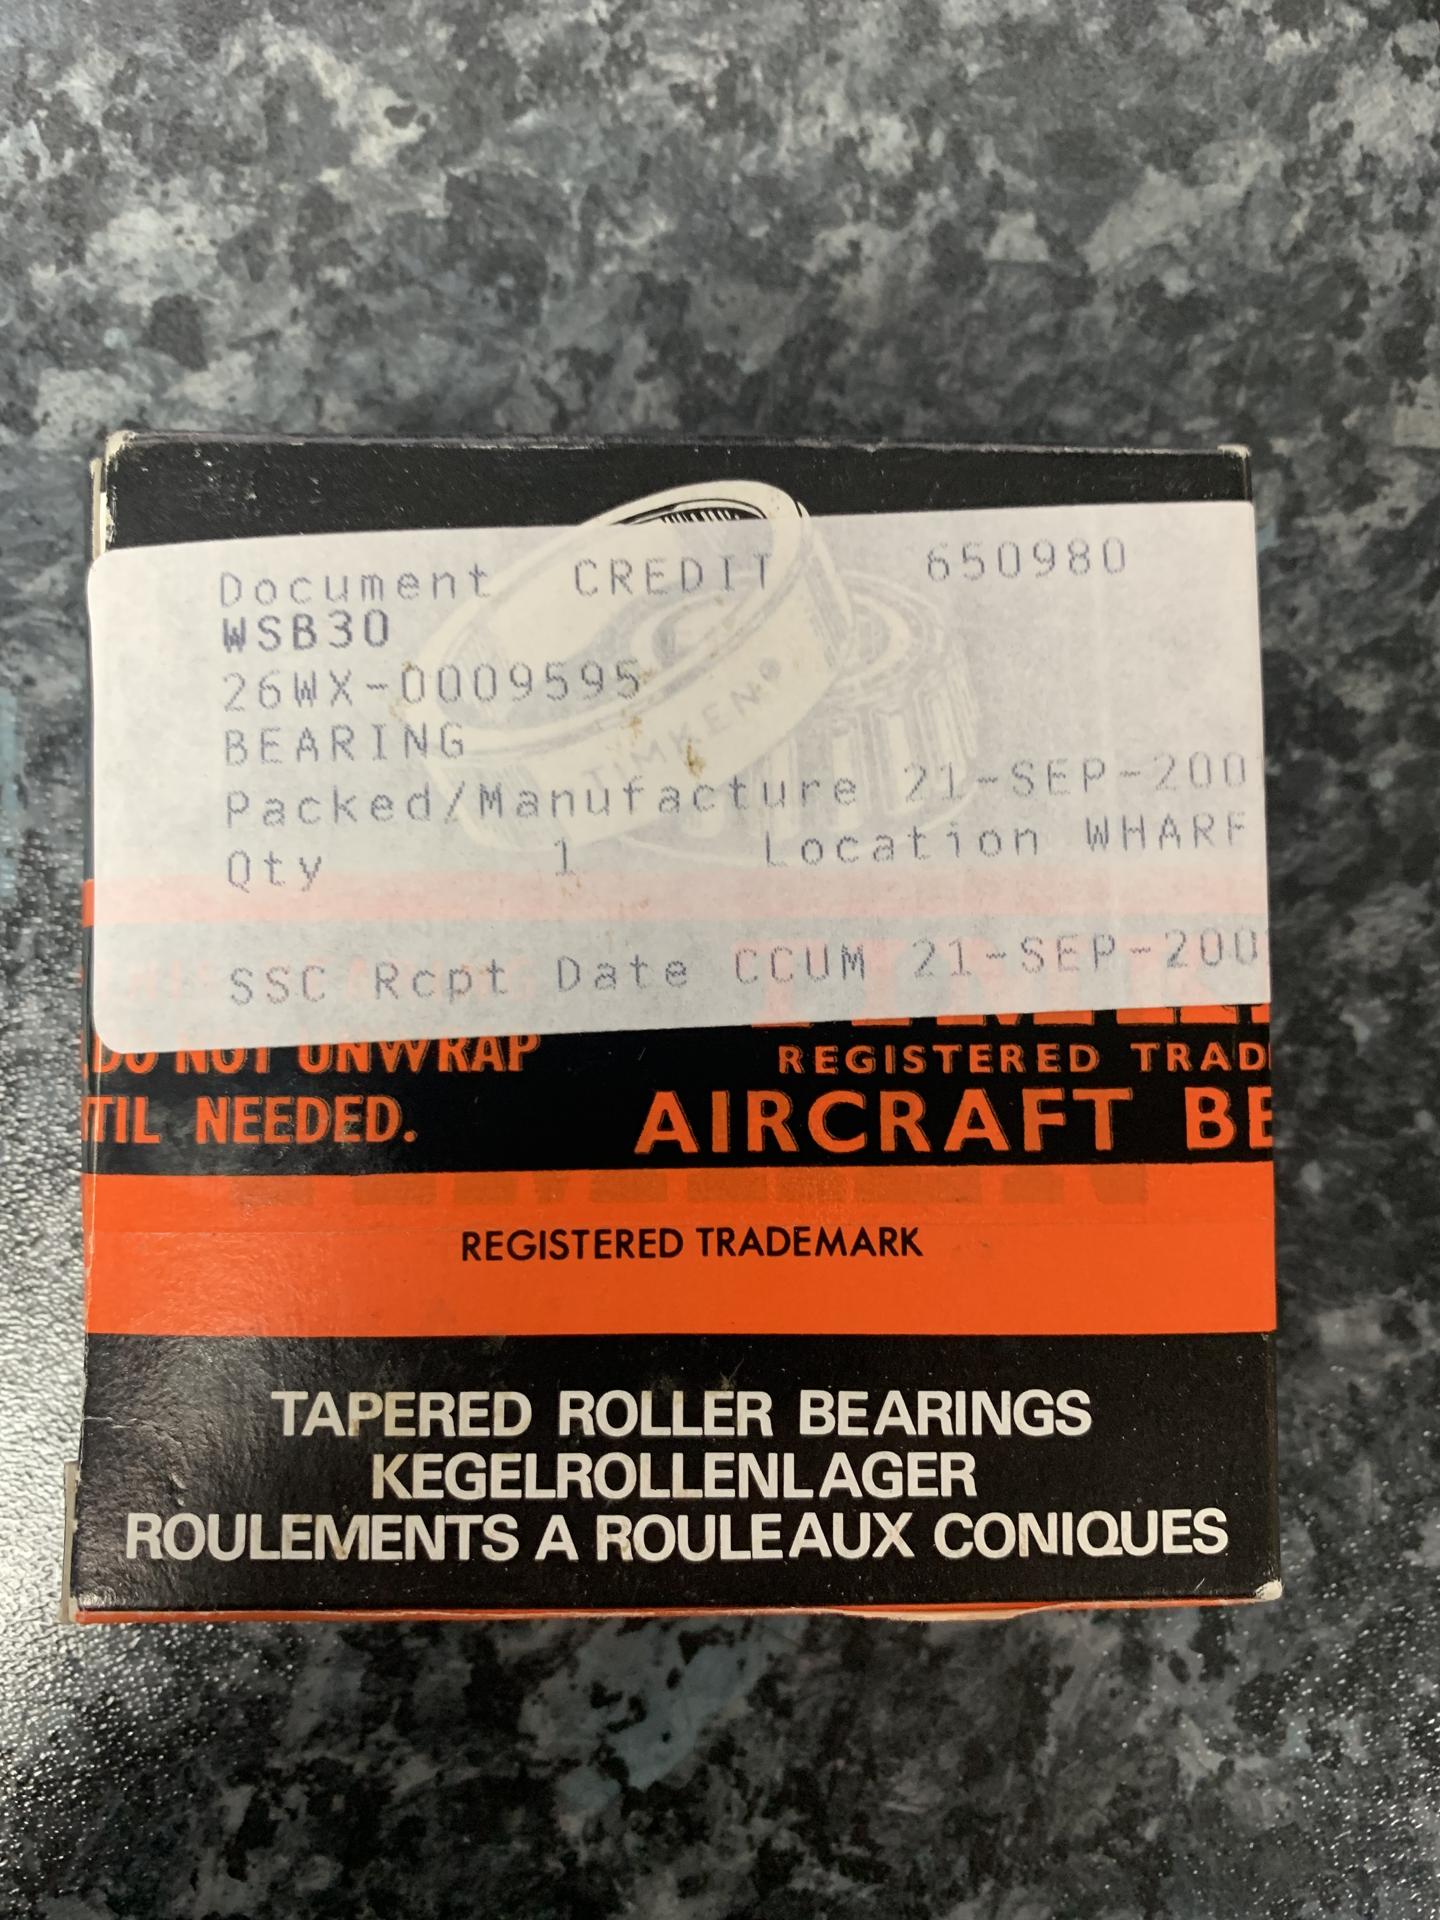 Document CREDIT 650980
WSB30
26WX-0009595
BEARING
Packed/Manufacture 21-SEP-200
Qty 1 Location WHARF
SSC Rcpt Date CCUM 21-SEP-200
TIMKEN®
DO NOT UNWRAP
TIL NEEDED.
REGISTERED TRAD
AIRCRAFT BE
REGISTERED TRADEMARK
TAPERED ROLLER BEARINGS
KEGELROLLENLAGER
ROULEMENTS A ROULEAUX CONIQUES